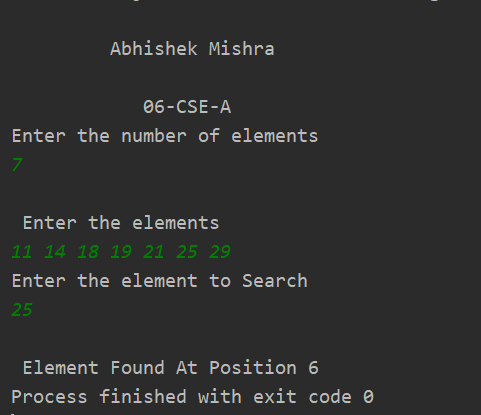 Abhishek Mishra
06-CSE-A
Enter the number of elements
7
Enter the elements
11 14 18 19 21 25 29
Enter the element to Search
25
Element Found At Position 6
Process finished with exit code 0